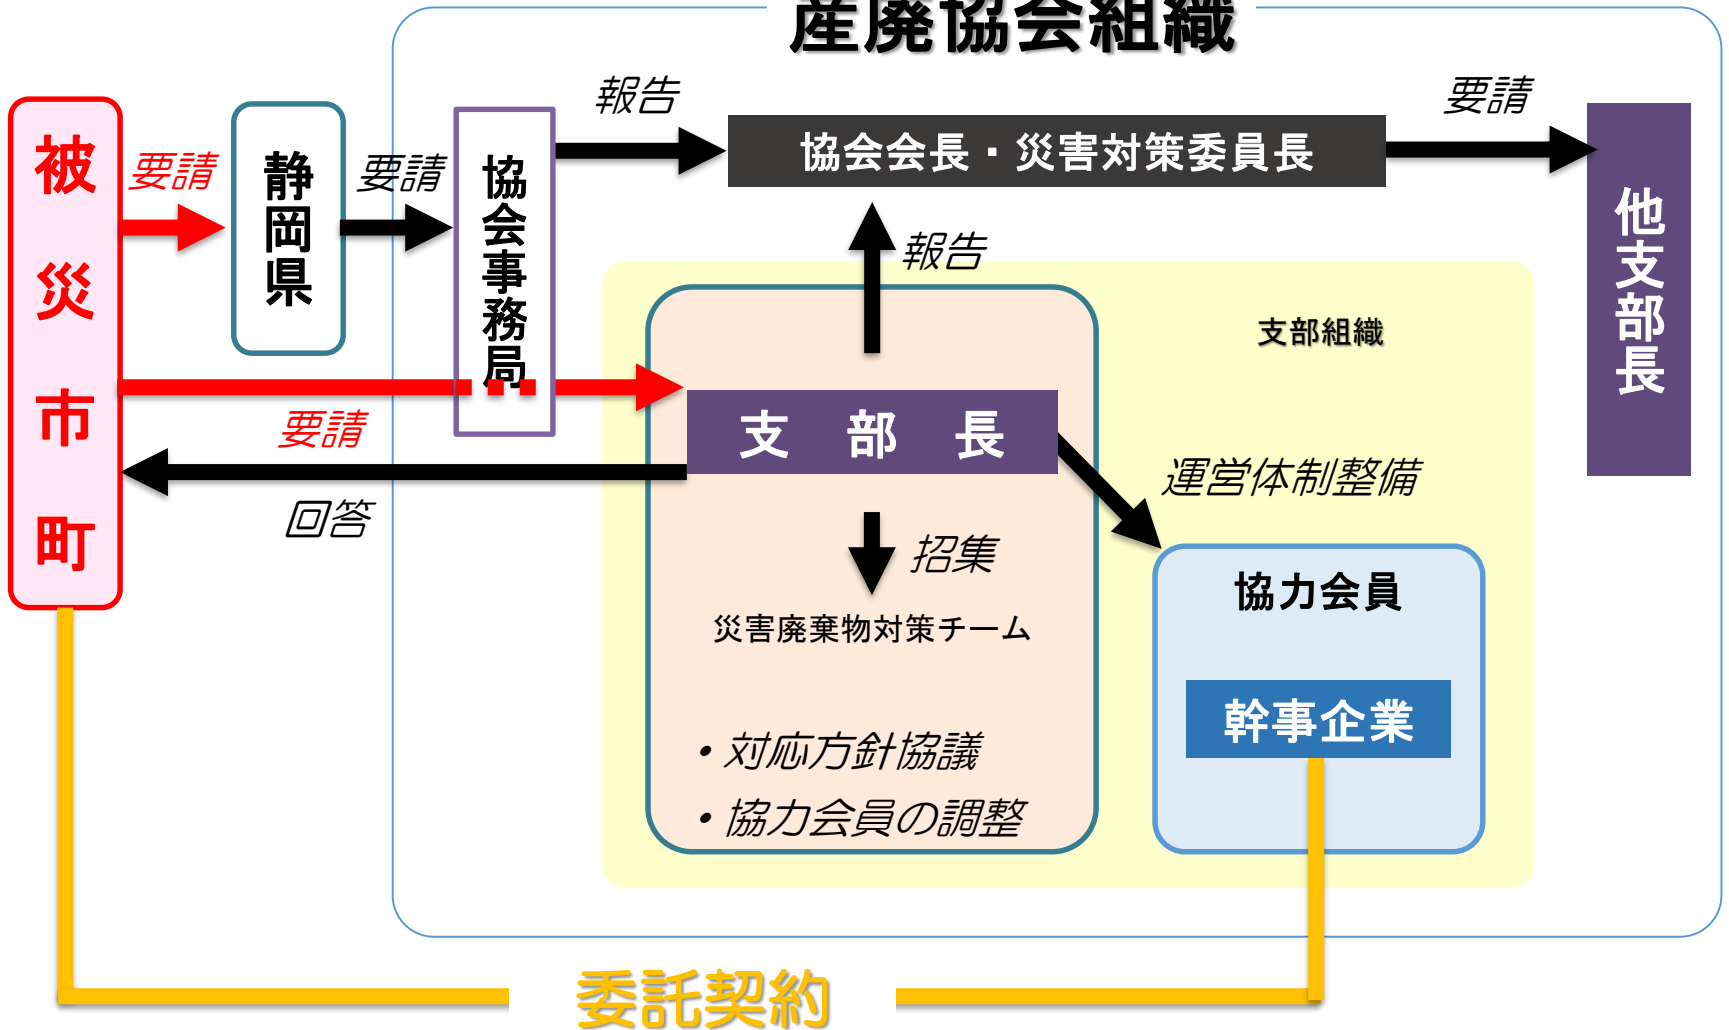 産廃協会組織
報告
要請
被災市町
要請
静岡県
要請
協会事務局
協会会長・災害対策委員長
他支部長
報告
支部組織
要請
支部長
回答
運営体制整備
招集
災害廃棄物対策チーム
・対応方針協議
・協力会員の調整
協力会員
幹事企業
委託契約